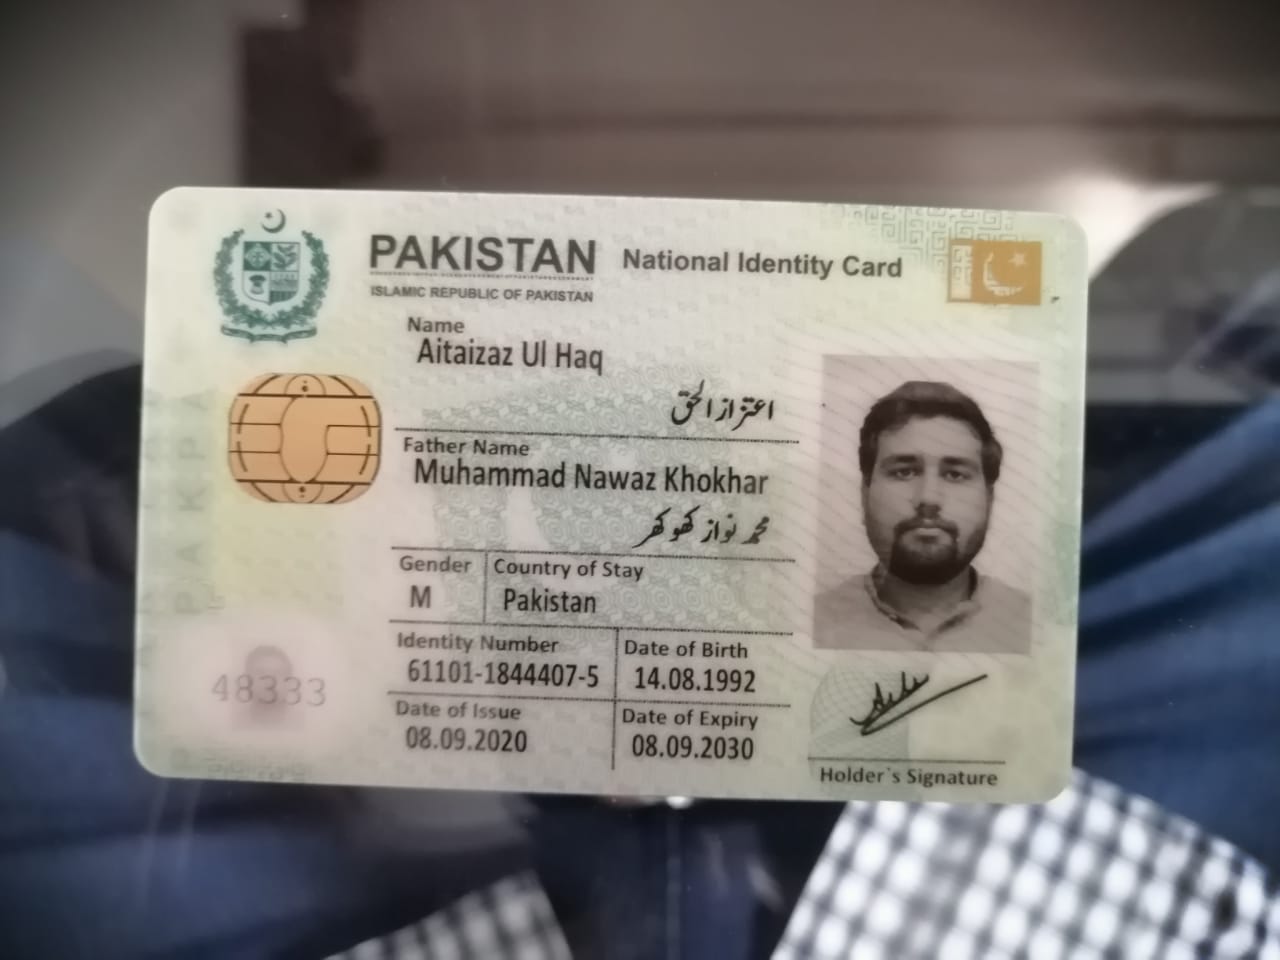 PAKISTAN National Identity Card
ISLAMIC REPUBLIC OF PAKISTAN
Name
Aitaizaz Ul Haq
اعتزاز الحق
Father Name
Muhammad Nawaz Khokhar
محمد نواز کھوکھر
Gender Country of Stay
M Pakistan
Identity Number Date of Birth
61101-1844407-5 14.08.1992
Date of Issue Date of Expiry
08.09.2020 08.09.2030
48333
Holder`s Signature